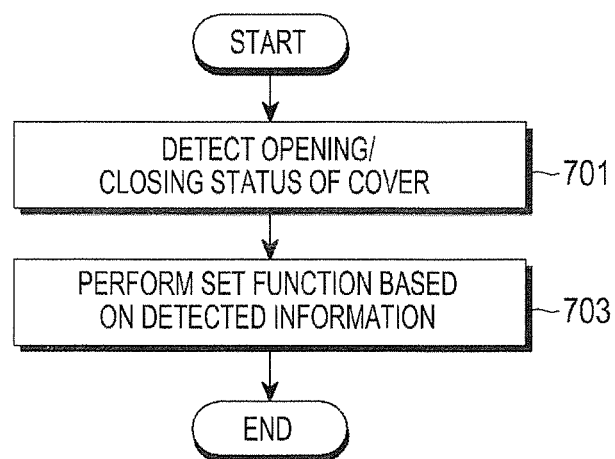 START
DETECT OPENING/
CLOSING STATUS OF COVER
701
PERFORM SET FUNCTION BASED
ON DETECTED INFORMATION
703
END